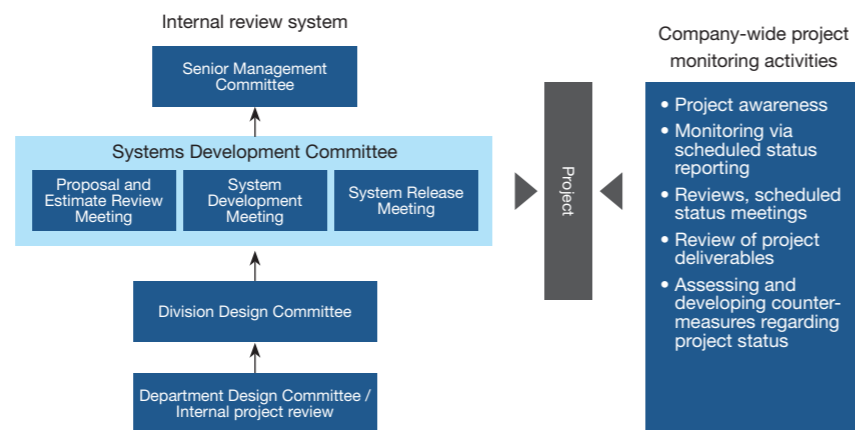 Internal review system
Senior Management
Committee
Systems Development Committee
Proposal and
Estimate Review
Meeting
System
Development
Meeting
System Release
Meeting
Division Design Committee
Department Design Committee /
Internal project review
Project
Company-wide project
monitoring activities
• Project awareness
• Monitoring via
scheduled status
reporting
• Reviews, scheduled
status meetings
• Review of project
deliverables
• Assessing and
developing counter-
measures regarding
project status